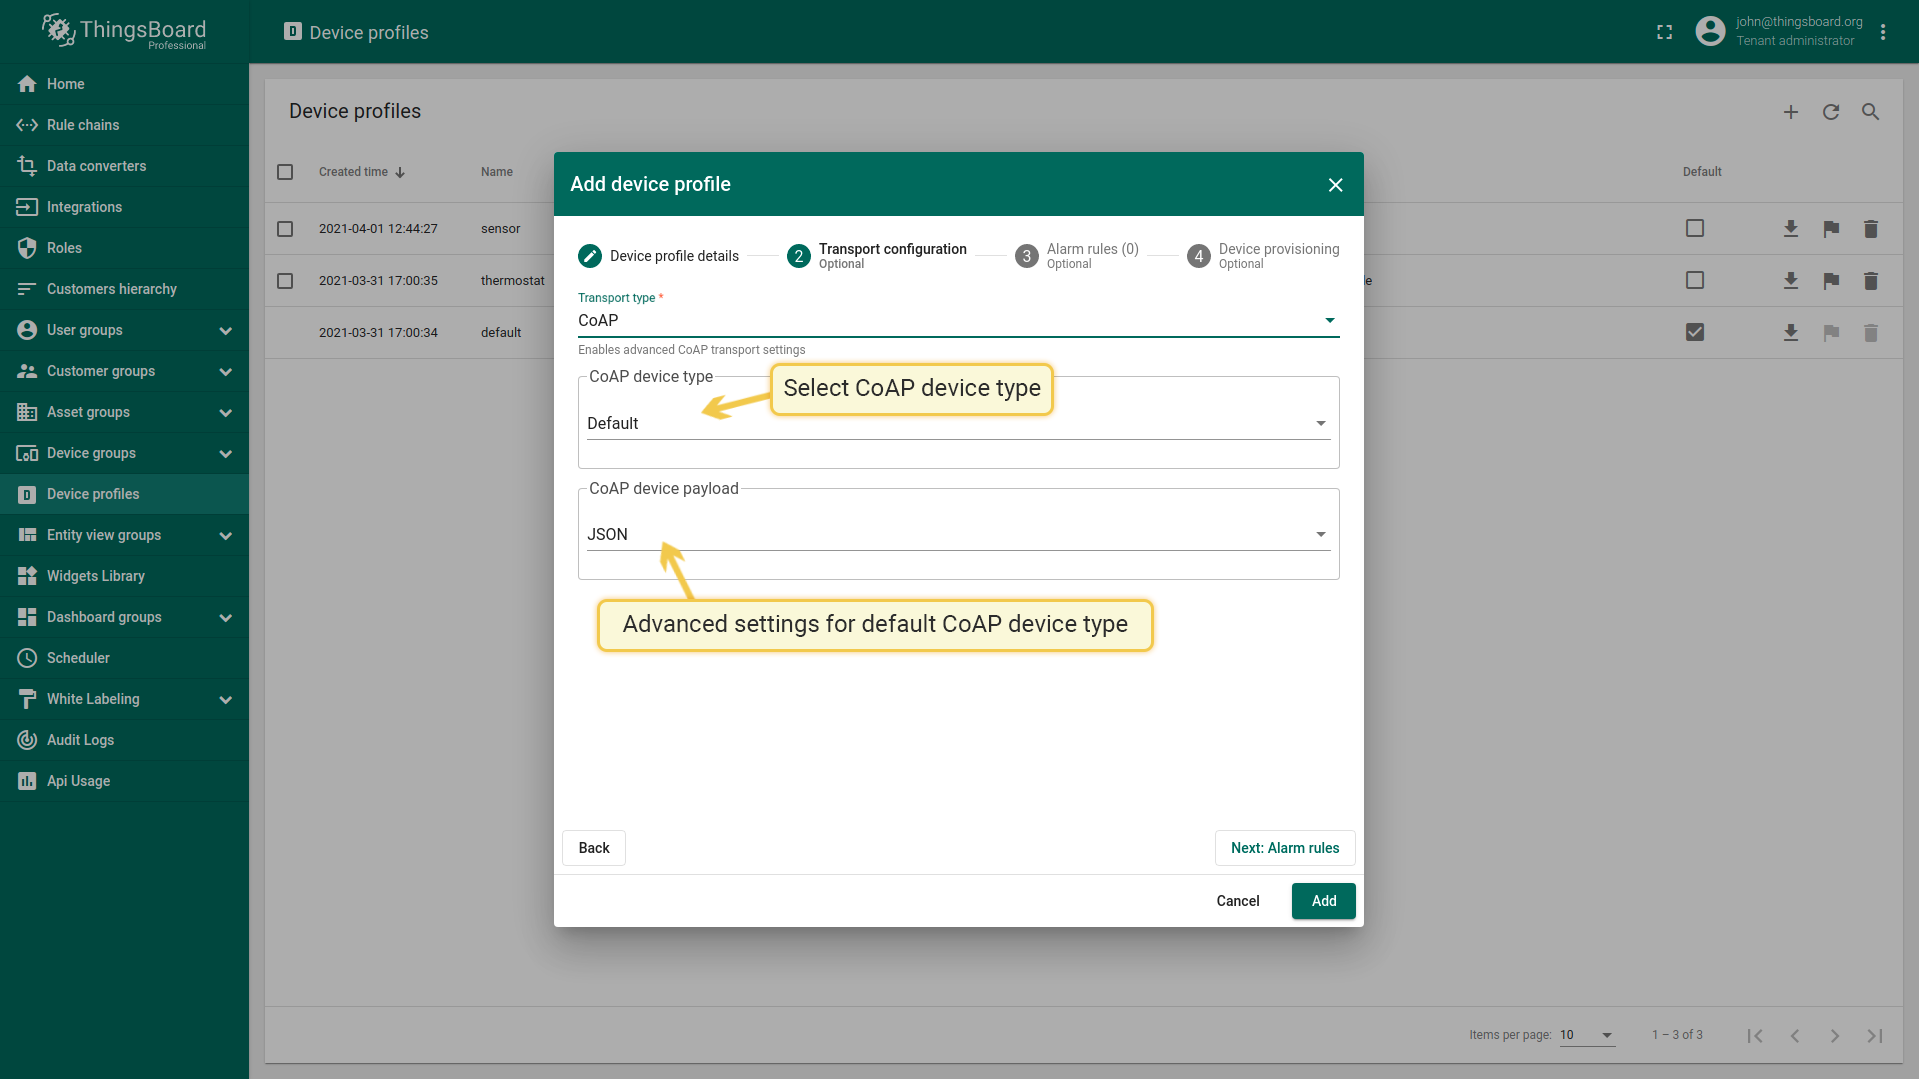 ThingsBoard
Professional
Device profiles
john@thingsboard.org
Tenant administrator
Home
Rule chains
Data converters
Integrations
Roles
Customers hierarchy
User groups
Customer groups
Asset groups
Device groups
Device profiles
Entity view groups
Widgets Library
Dashboard groups
Scheduler
White Labeling
Audit Logs
Api Usage
Device profiles
Created time
Name
Default
2021-04-01 12:44:27 sensor
2021-03-31 17:00:35 thermostat le
2021-03-31 17:00:34 default
Add device profile
Device profile details
2 Transport configuration
Optional
3 Alarm rules (0)
Optional
4 Device provisioning
Optional
Transport type *
CoAP
Enables advanced CoAP transport settings
CoAP device type
Select CoAP device type
Default
CoAP device payload
JSON
Advanced settings for default CoAP device type
Back
Next: Alarm rules
Cancel
Add
Items per page: 10
1 – 3 of 3